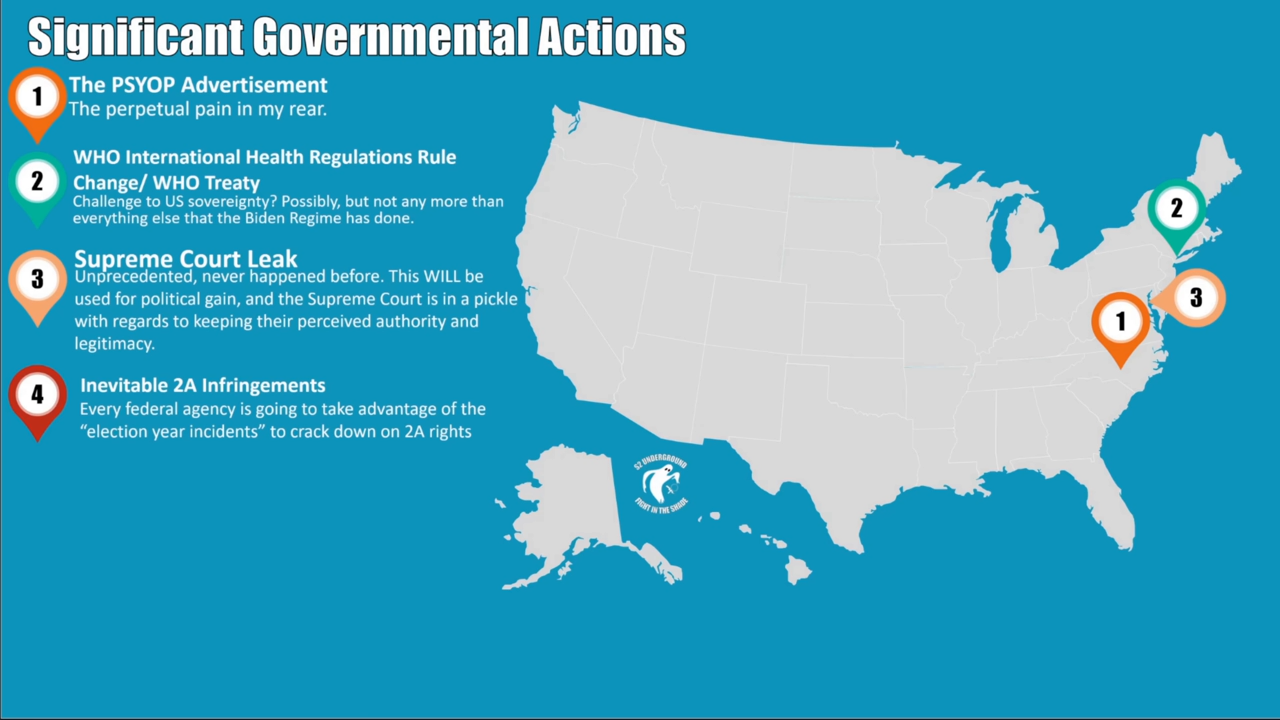 Significant Governmental Actions
1
The PSYOP Advertisement
The perpetual pain in my rear.
2
WHO International Health Regulations Rule
Change/ WHO Treaty
Challenge to US sovereignty? Possibly, but not any more than
everything else that the Biden Regime has done.
3
Supreme Court Leak
Unprecedented, never happened before. This WILL be
used for political gain, and the Supreme Court is in a pickle
with regards to keeping their perceived authority and
legitimacy.
4
Inevitable 2A Infringements
Every federal agency is going to take advantage of the
“election year incidents” to crack down on 2A rights
2
3
1
S2 UNDERGROUND
FIGHT IN THE SHADE